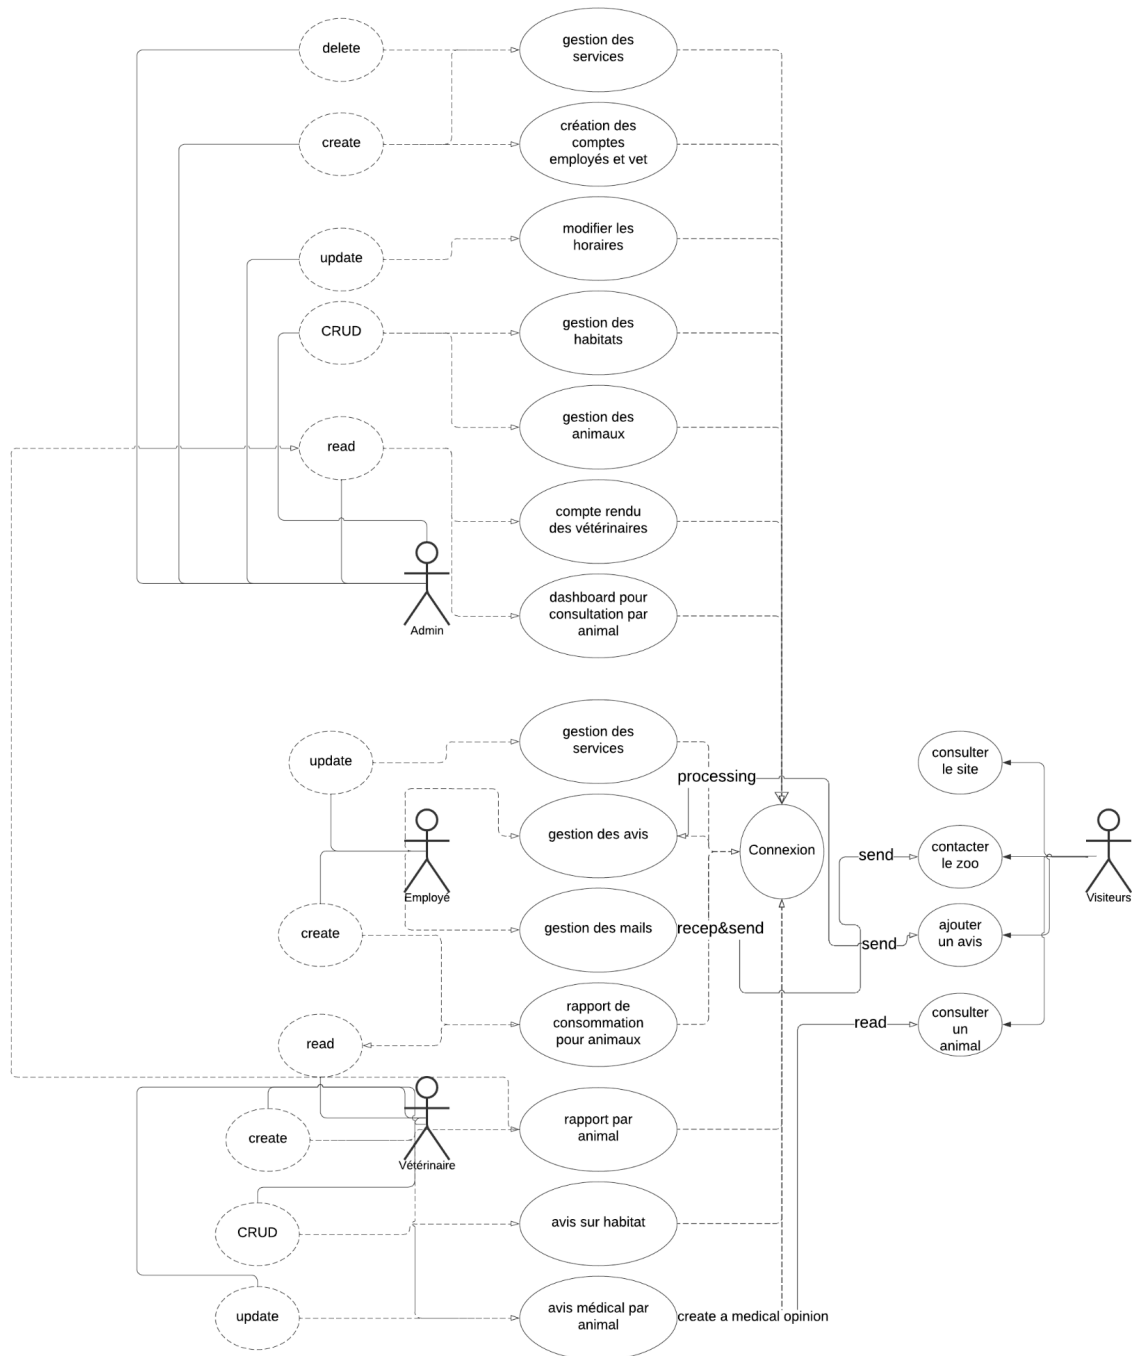 delete
gestion des
services
create
création des
comptes
employés et vet
update
modifier les
horaires
CRUD
gestion des
habitats
gestion des
animaux
read
compte rendu
des vétérinaires
dashboard pour
consultation par
animal
Admin
gestion des
services
update
consulter
le site
processing
gestion des avis
Connexion
send
contacter
le zoo
Employé
Visiteurs
create
gestion des mails
recep&send
send
ajouter
un avis
rapport de
consommation
pour animaux
read
read
consulter
un
animal
rapport par
animal
create
Vétérinaire
CRUD
avis sur habitat
update
avis médical par
animal
create a medical opinion